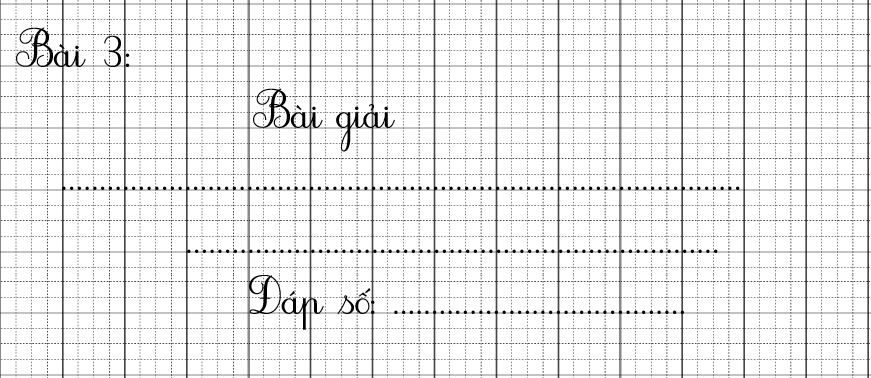 Bài 3:
Bài giải
................................................................................
................................................................
Đáp số: ....................................